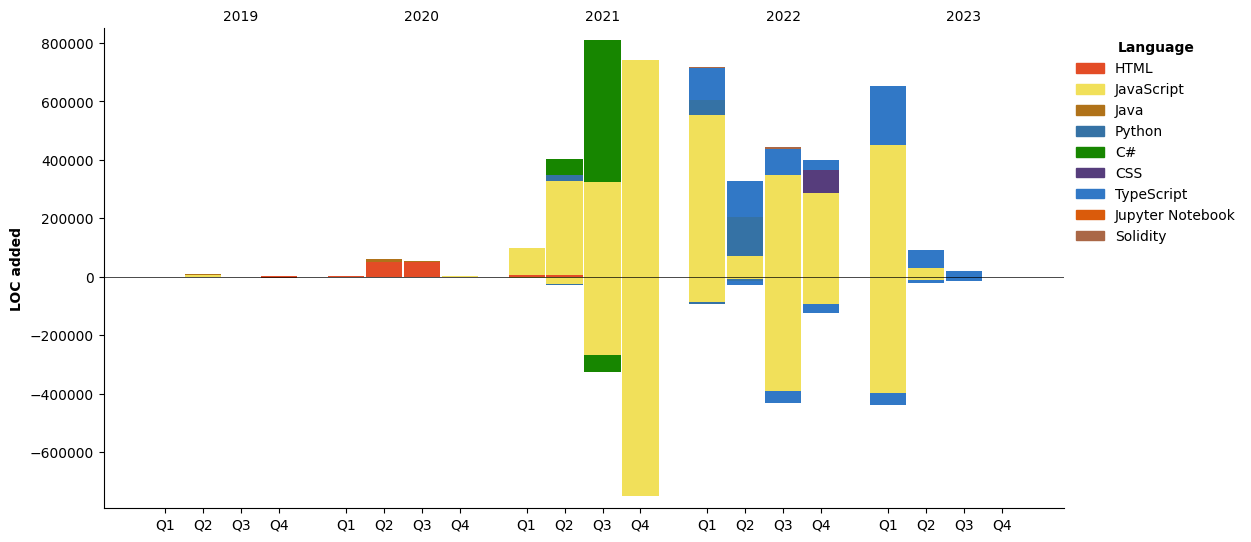 2019 2020 2021 2022 2023
Language
HTML
JavaScript
Java
Python
C#
CSS
TypeScript
Jupyter Notebook
Solidity
LOC added
800000
600000
400000
200000
0
−200000
−400000
−600000
Q1 Q2 Q3 Q4 Q1 Q2 Q3 Q4 Q1 Q2 Q3 Q4 Q1 Q2 Q3 Q4 Q1 Q2 Q3 Q4